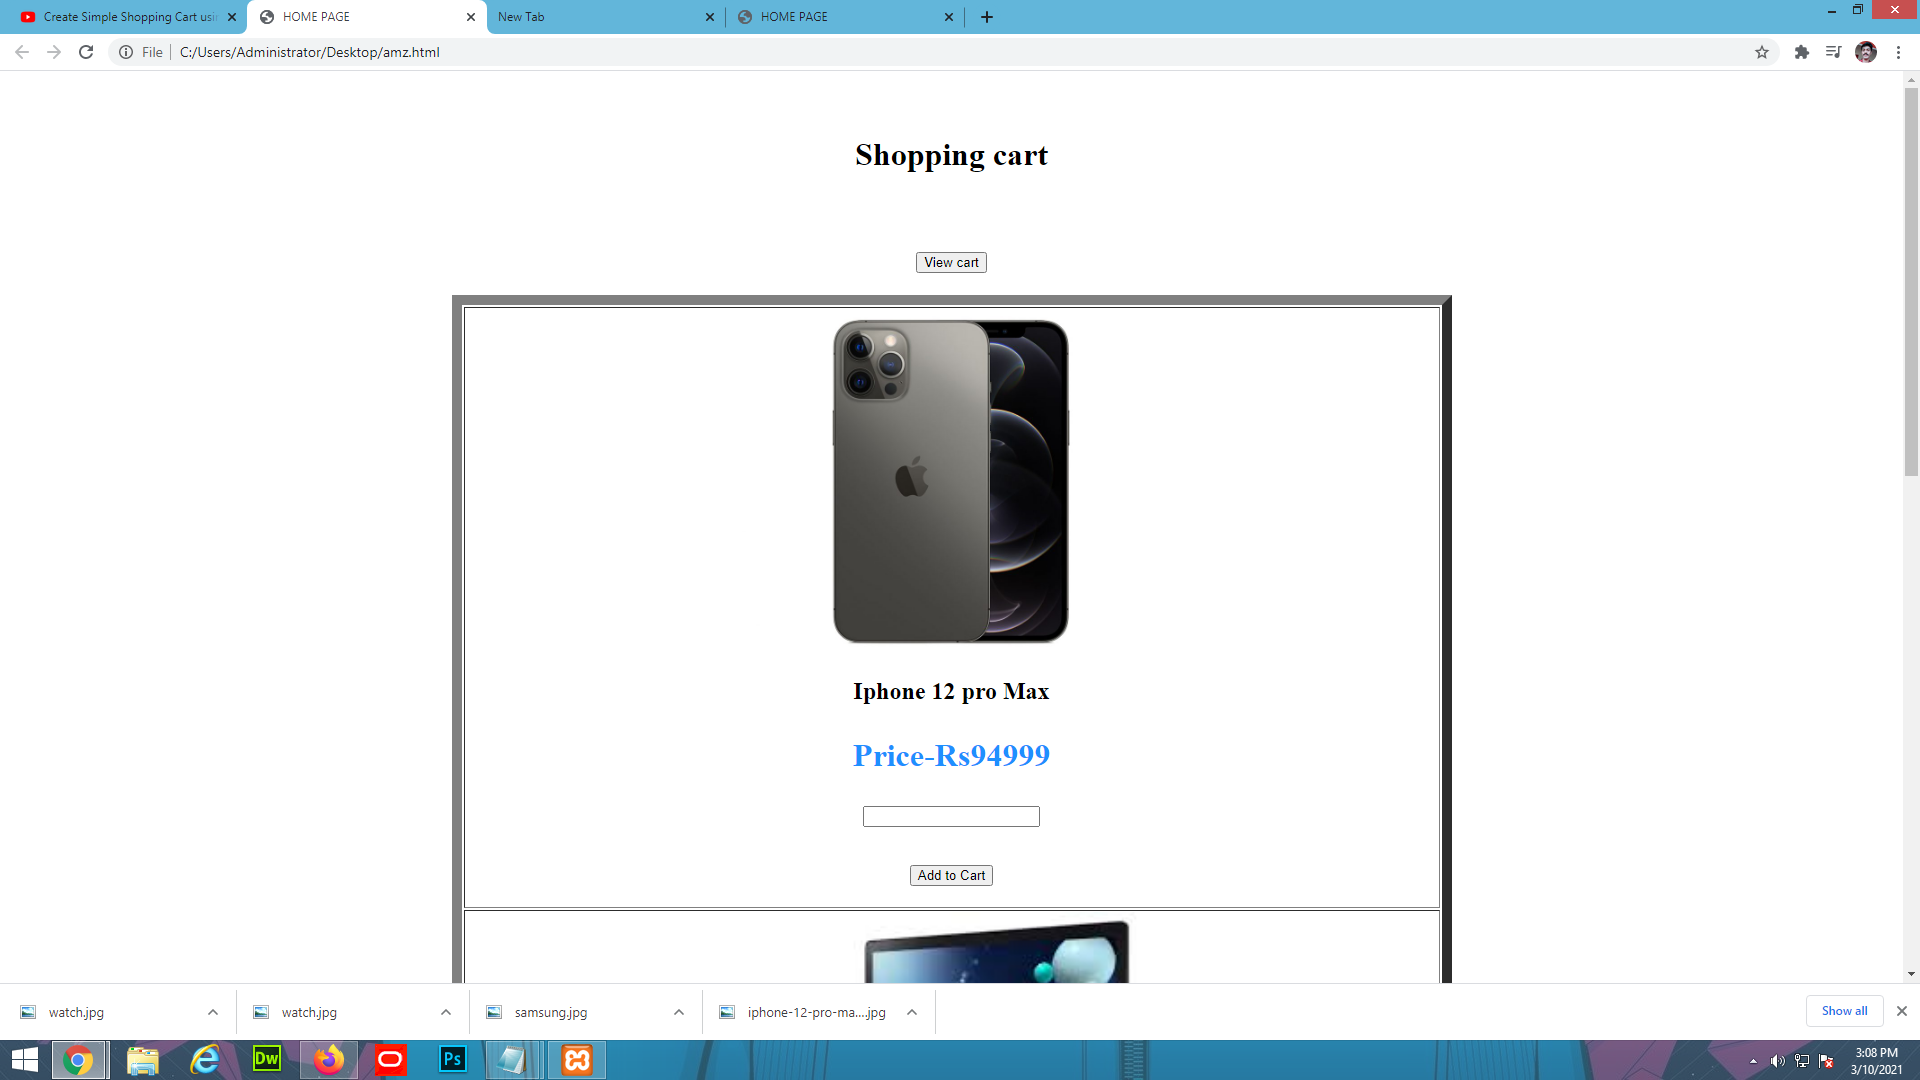 Create Simple Shopping Cart usi
HOME PAGE
New Tab
HOME PAGE
File
C:/Users/Administrator/Desktop/amz.html
Shopping cart
View cart
Iphone 12 pro Max
Price-Rs94999
Add to Cart
watch.jpg
watch.jpg
samsung.jpg
iphone-12-pro-ma....jpg
Show all
Dw
Ps
3:08 PM
3/10/2021